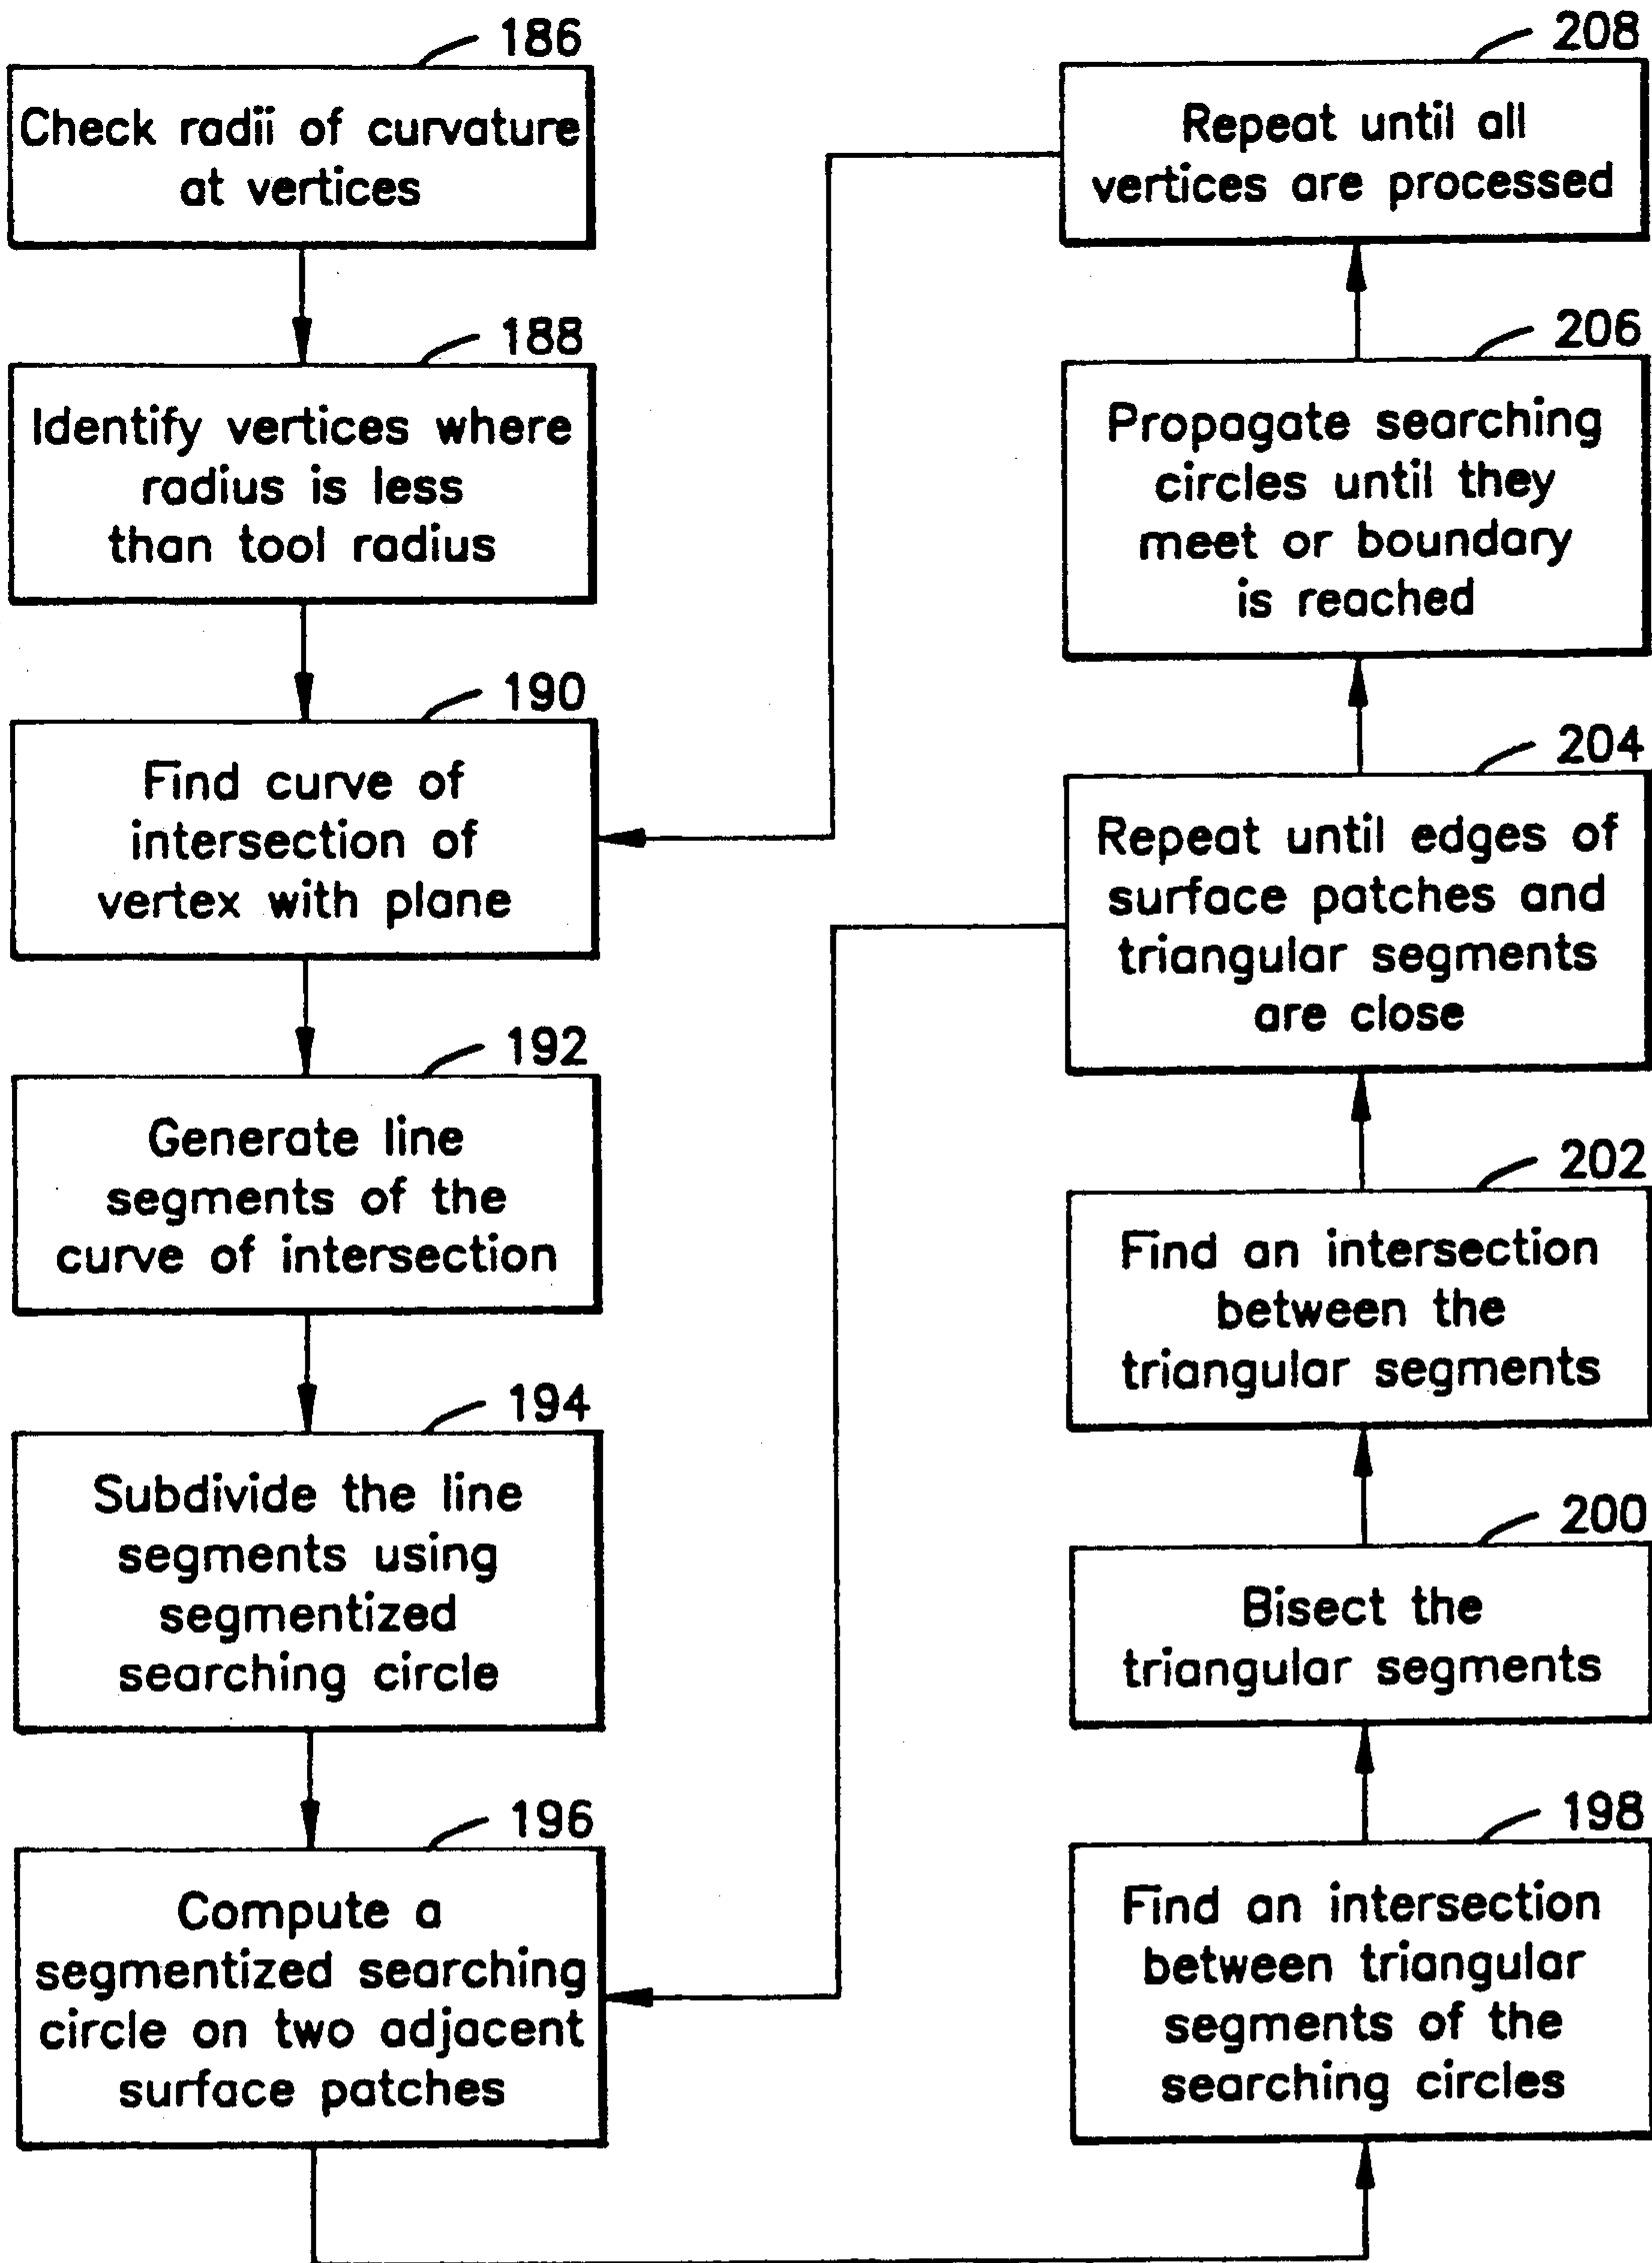 186
Check radii of curvature
at vertices
188
Identify vertices where
radius is less
than tool radius
190
Find curve of
intersection of
vertex with plane
192
Generate line
segments of the
curve of intersection
194
Subdivide the line
segments using
segmentized
searching circle
196
Compute a
segmentized searching
circle on two adjacent
surface patches
198
Find an intersection
between triangular
segments of the
searching circles
200
Bisect the
triangular segments
202
Find an intersection
between the
triangular segments
204
Repeat until edges of
surface patches and
triangular segments
are close
206
Propagate searching
circles until they
meet or boundary
is reached
208
Repeat until all
vertices are processed